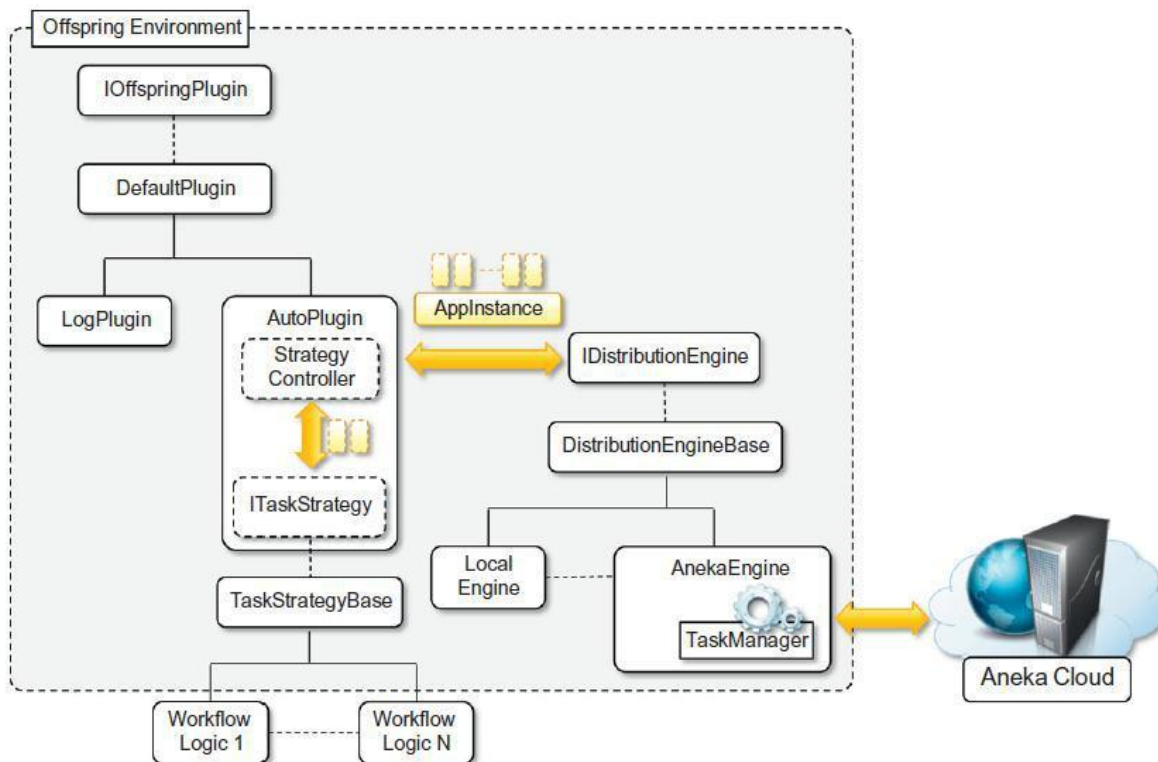 Offspring Environment
IOffspringPlugin
DefaultPlugin
LogPlugin
AutoPlugin
Strategy
Controller
ITaskStrategy
AppInstance
IDistributionEngine
DistributionEngineBase
Local
Engine
AnekaEngine
TaskManager
TaskStrategyBase
Workflow
Logic 1
Workflow
Logic N
Aneka Cloud